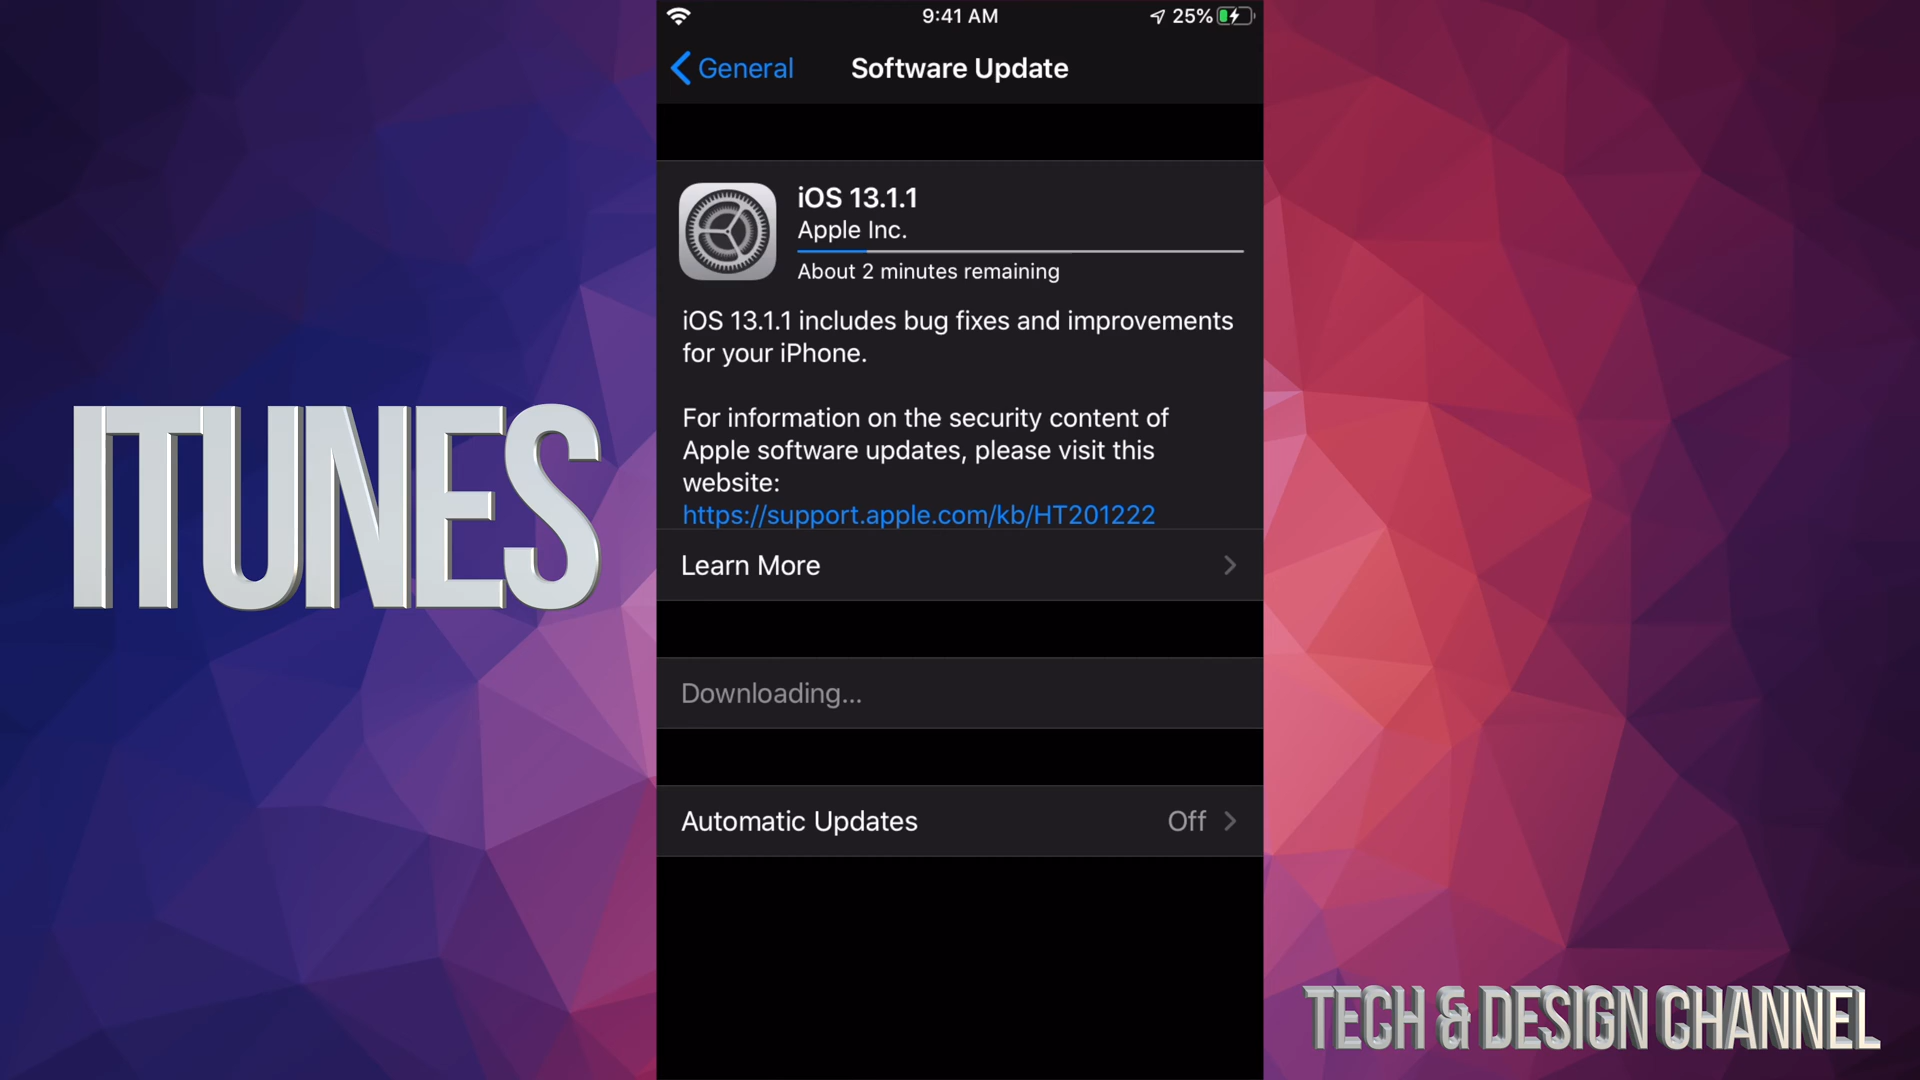 9:41 AM
25%
General
Software Update
iOS 13.1.1
Apple Inc.
About 2 minutes remaining
iOS 13.1.1 includes bug fixes and improvements
for your iPhone.
For information on the security content of
Apple software updates, please visit this
website:
https://support.apple.com/kb/HT201222
Learn More
Downloading...
Automatic Updates
Off
ITUNES
TECH & DESIGN CHANNEL